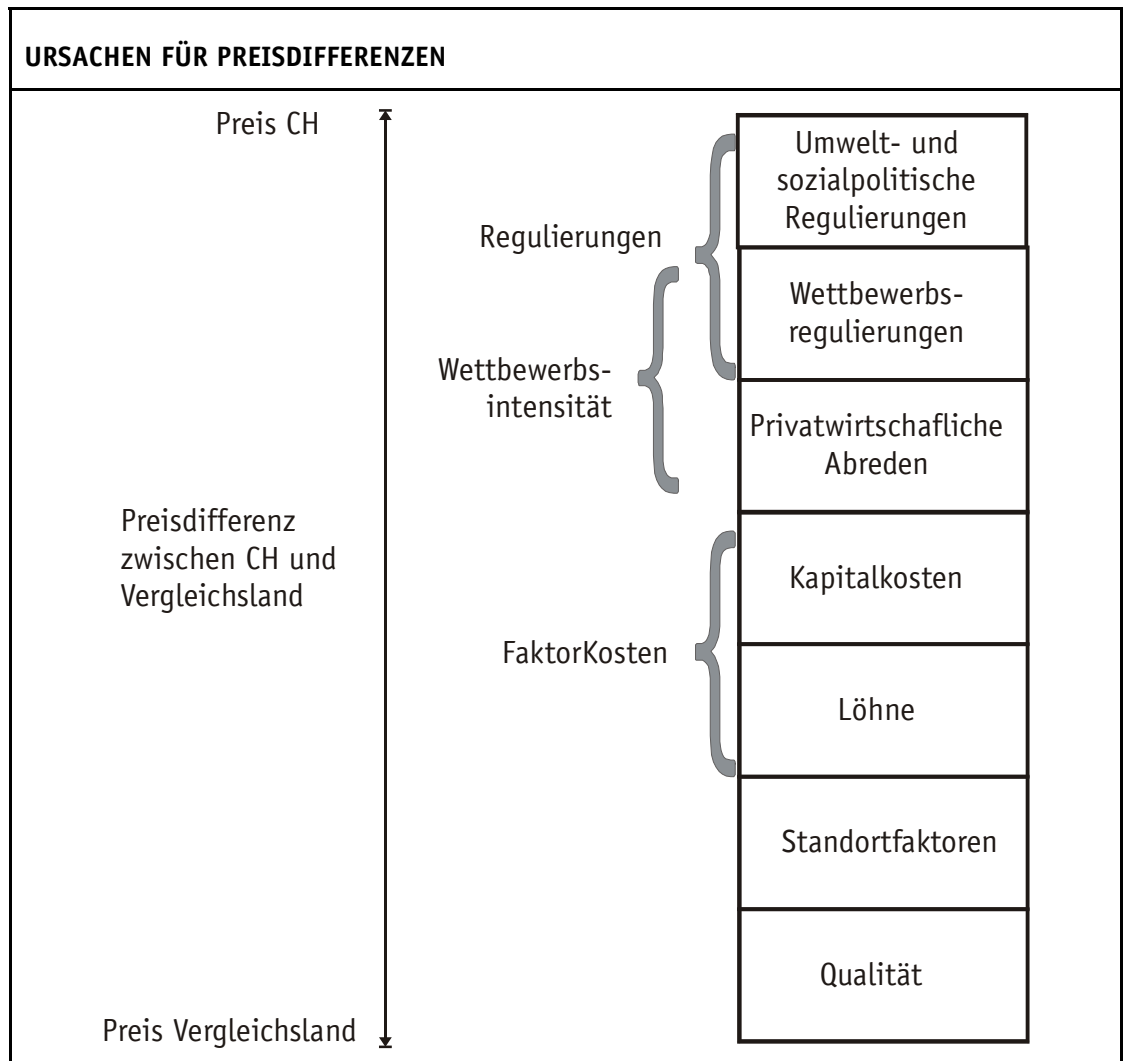 URSACHEN FÜR PREISDIFFERENZEN
Preis CH
Umwelt- und
sozialpolitische
Regulierungen
Regulierungen
Wettbewerbs-
regulierungen
Wettbewerbs-
intensität
Privatwirtschafliche
Abreden
Preisdifferenz
zwischen CH und
Vergleichsland
Kapitalkosten
FaktorKosten
Löhne
Standortfaktoren
Qualität
Preis Vergleichsland